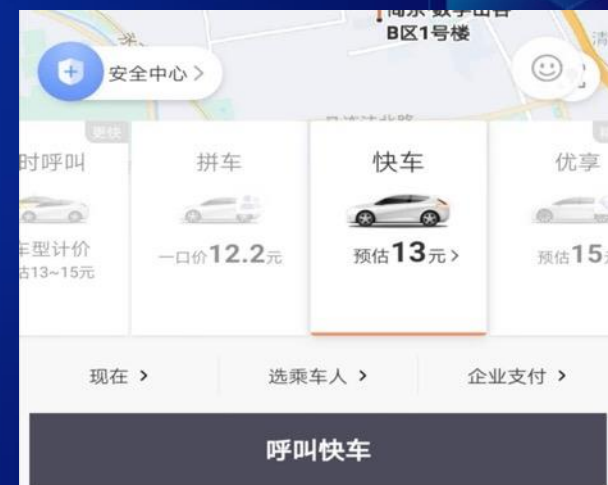 B区1号楼
安全中心 >
更快
时呼叫
拼车
快车
优享
车型计价
估13~15元
一口价12.2元
预估13元 >
预估15元
现在 >
选乘车人 >
企业支付 >
呼叫快车